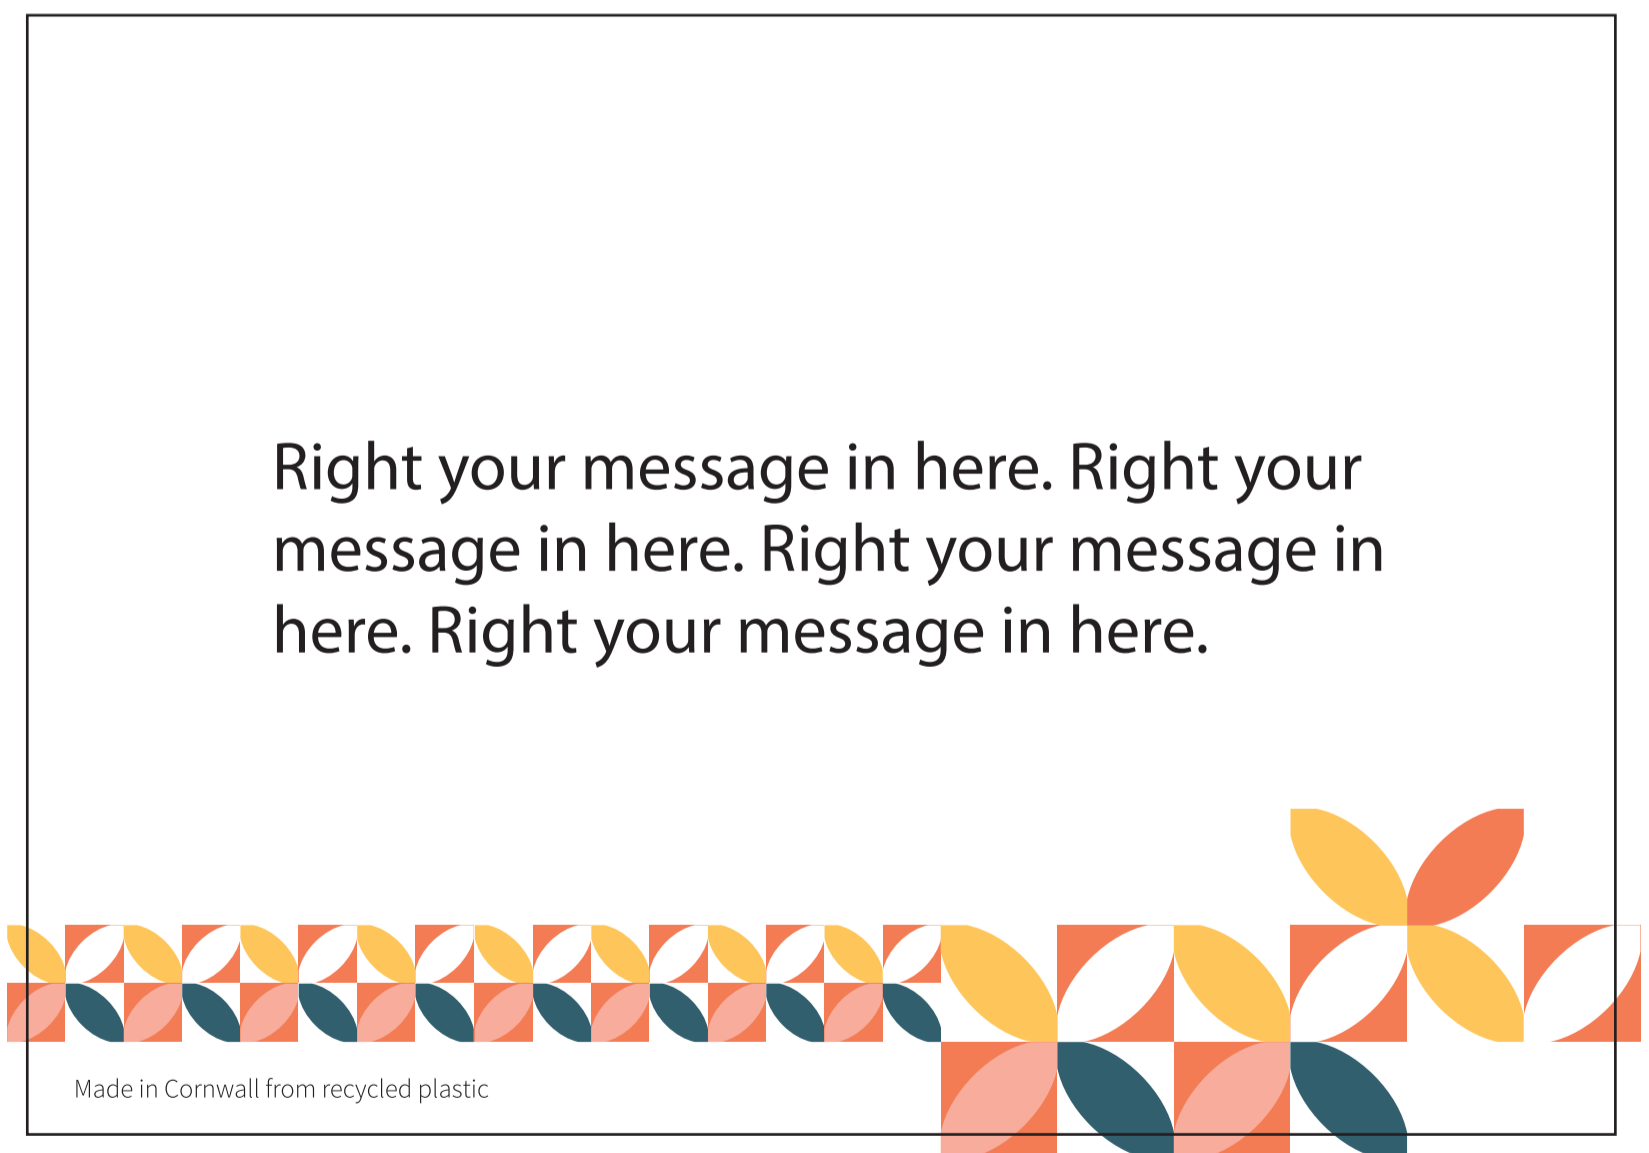 Right your message in here. Right your
message in here. Right your message in
here. Right your message in here.
Made in Cornwall from recycled plastic